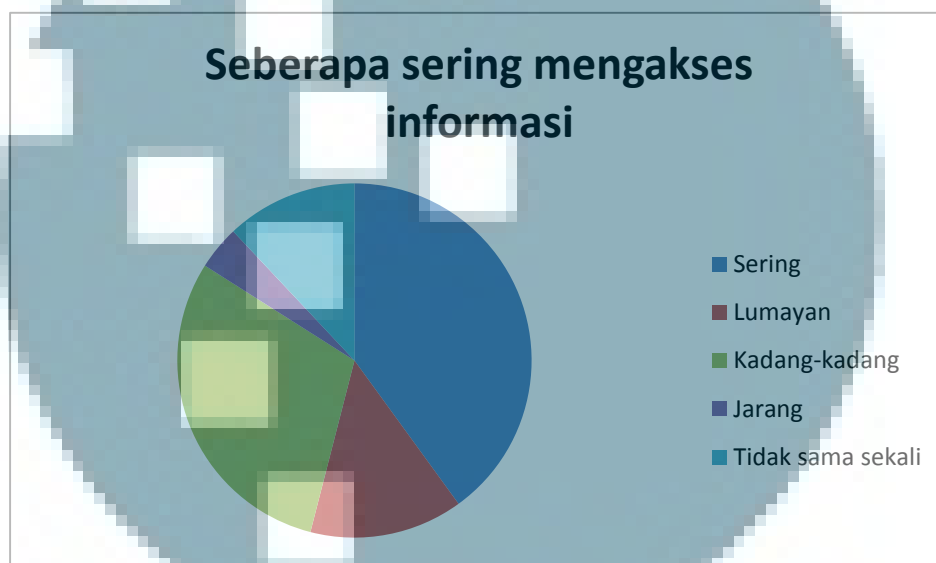 Seberapa sering mengakses
informasi
Sering
Lumayan
Kadang-kadang
Jarang
Tidak sama sekali